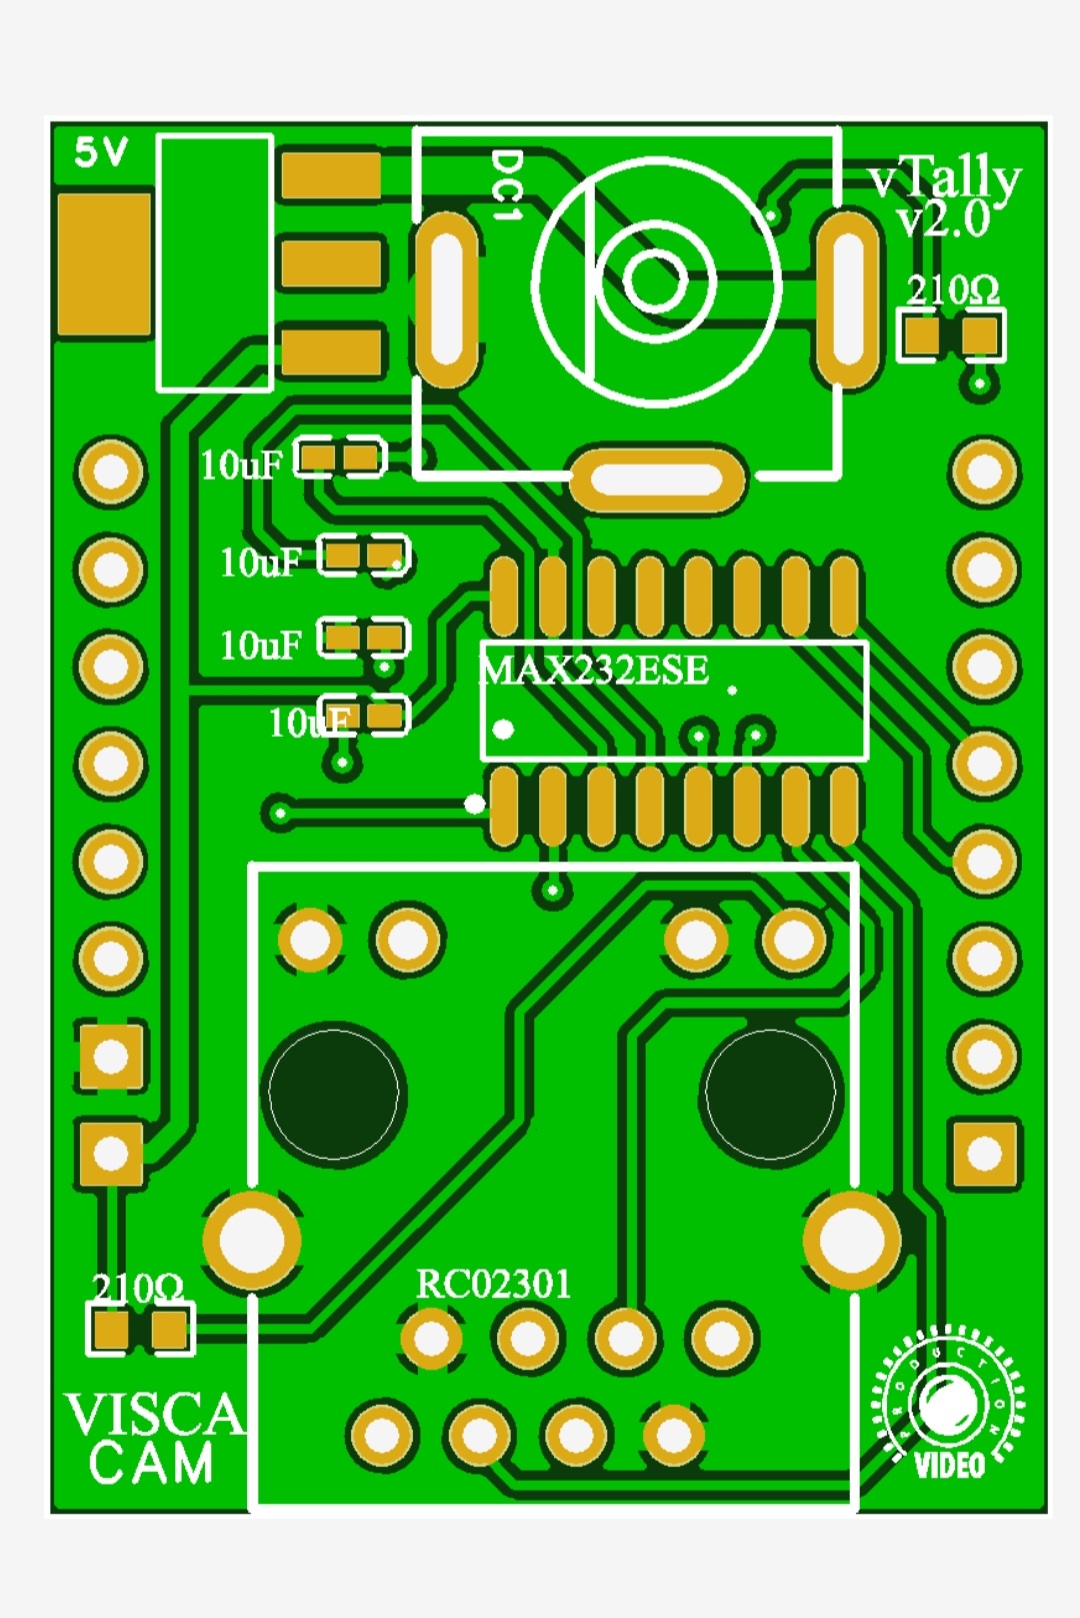 5V
DC1
vTally
v2.0
210Ω
10uF
10uF
10uF
10uF
MAX232ESE
RC02301
210Ω
VISCA
CAM
PRODUCTION
VIDEO